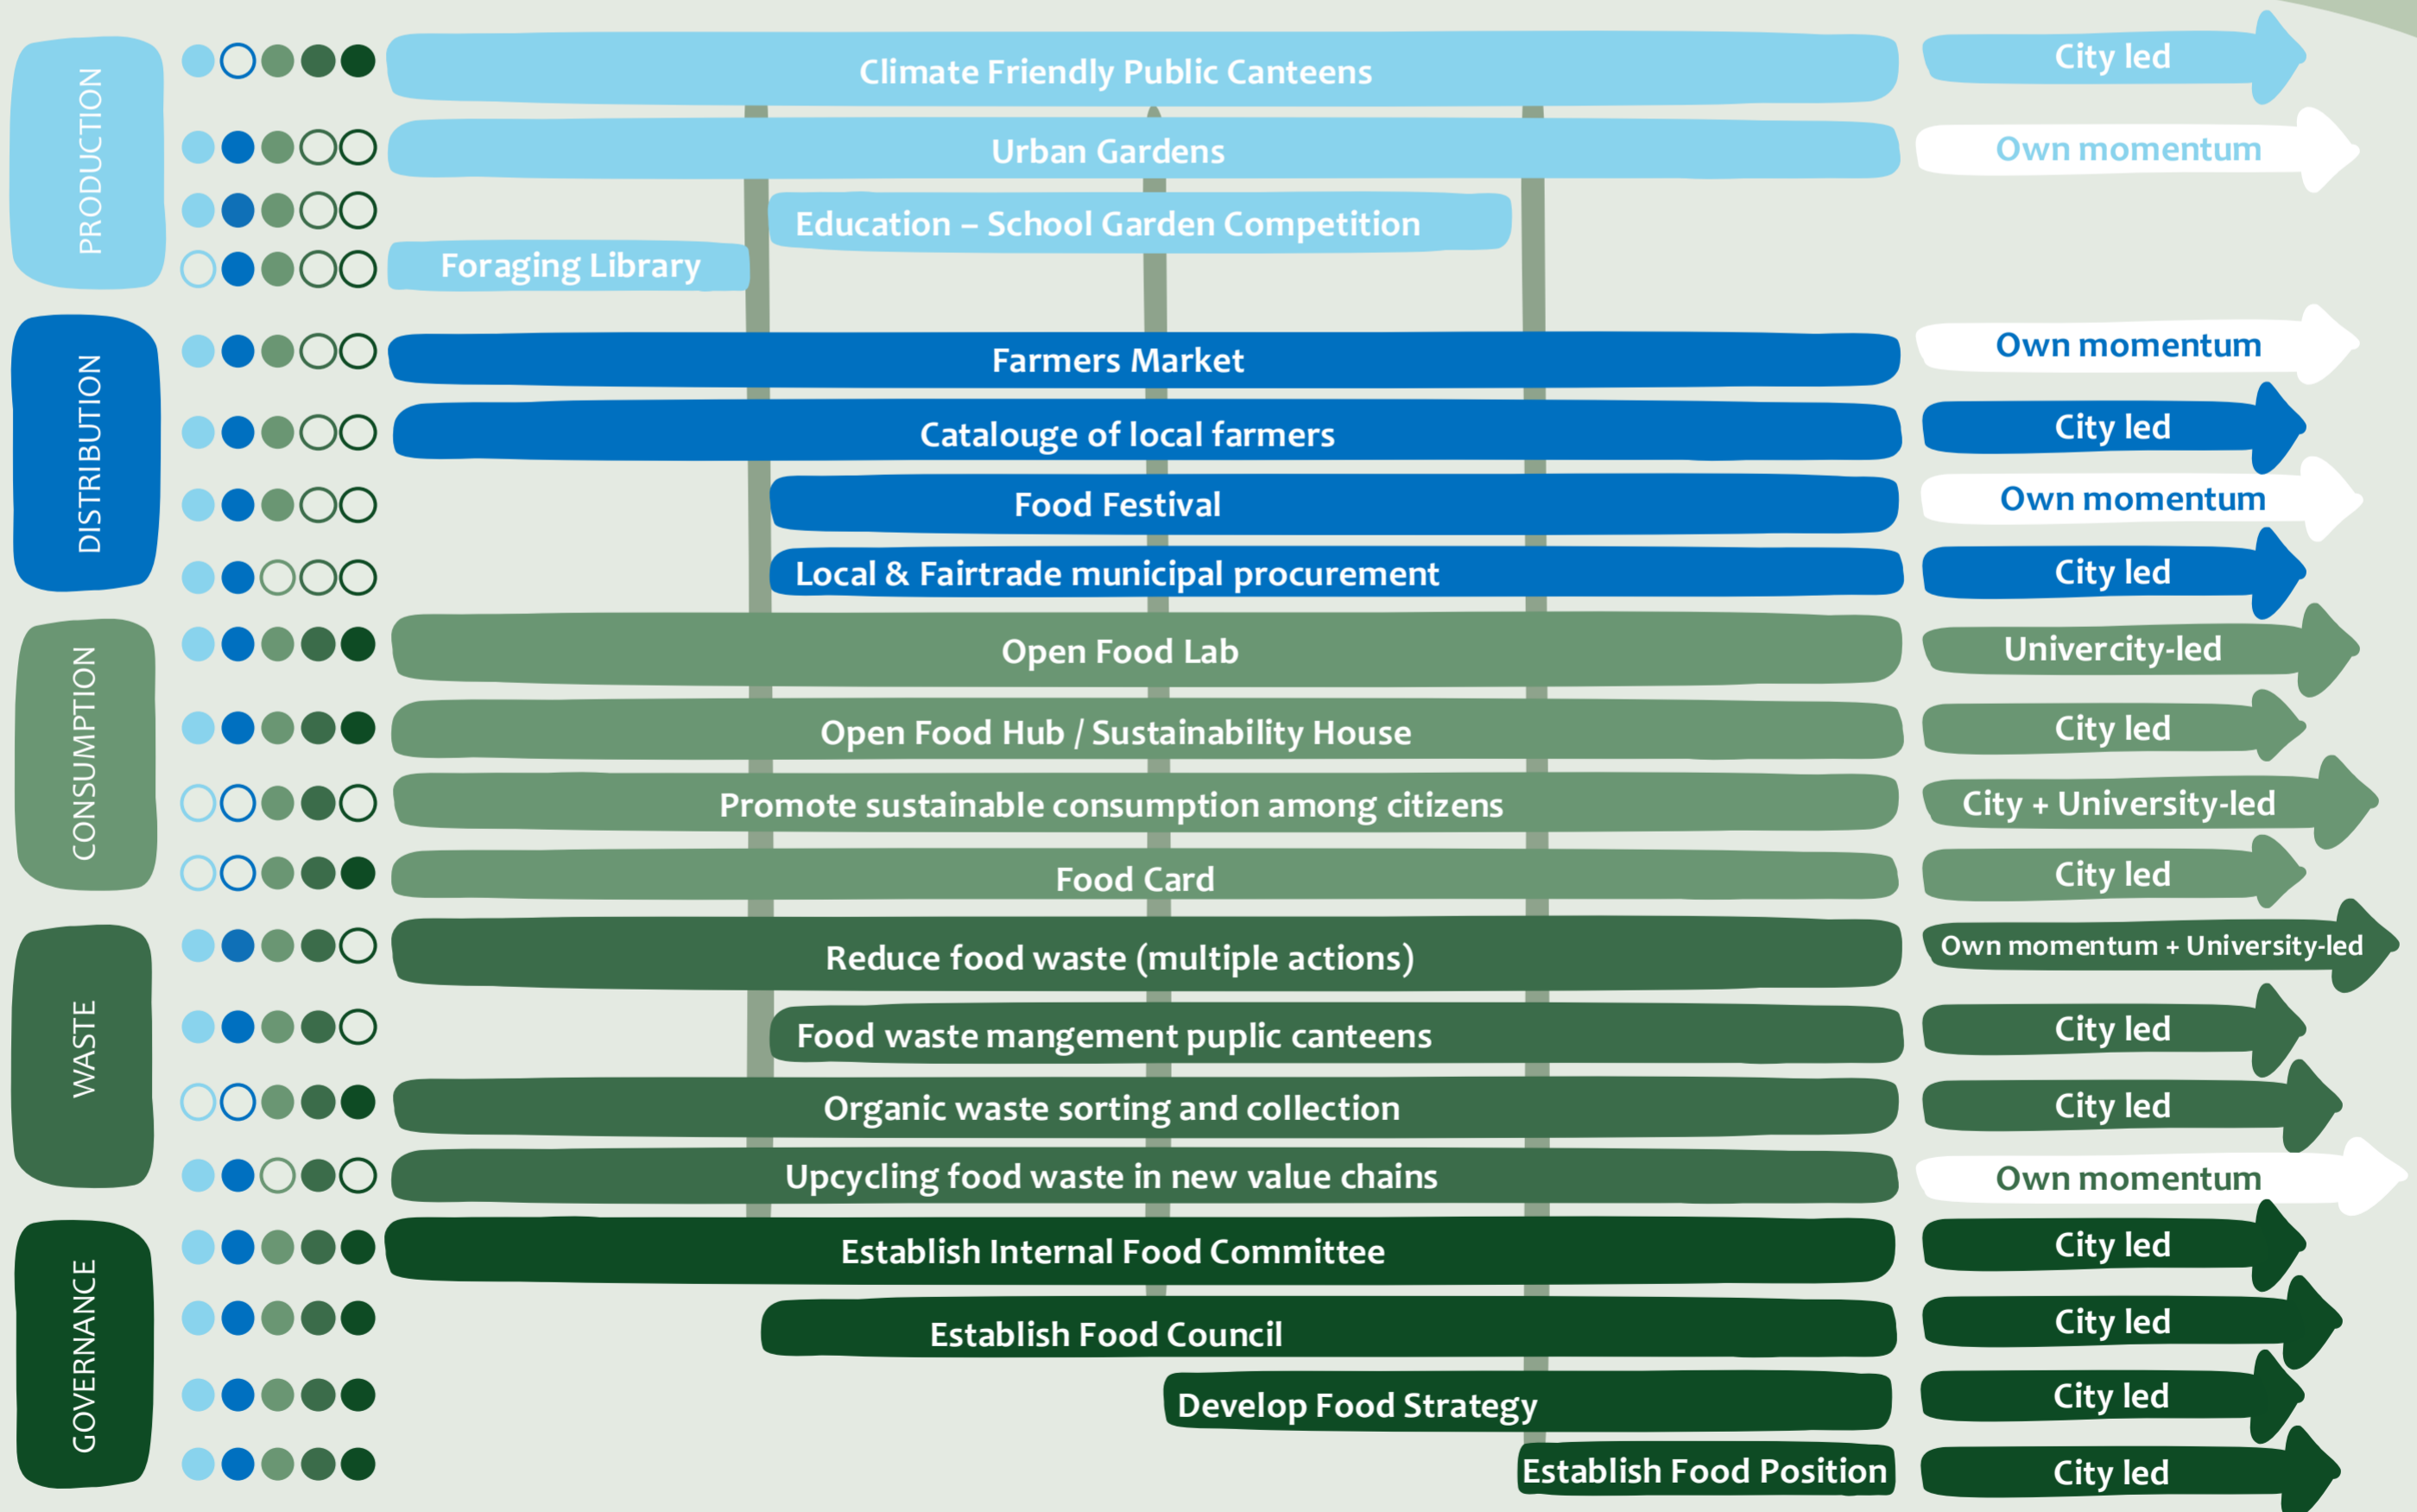 PRODUCTION
Climate Friendly Public Canteens
City led
Urban Gardens
Own momentum
Education – School Garden Competition
Foraging Library
DISTRIBUTION
Farmers Market
Own momentum
Catalouge of local farmers
City led
Food Festival
Own momentum
Local & Fairtrade municipal procurement
City led
CONSUMPTION
Open Food Lab
Univercity-led
Open Food Hub / Sustainability House
City led
Promote sustainable consumption among citizens
City + University-led
Food Card
City led
WASTE
Reduce food waste (multiple actions)
Own momentum + University-led
Food waste mangement puplic canteens
City led
Organic waste sorting and collection
City led
Upcycling food waste in new value chains
Own momentum
GOVERNANCE
Establish Internal Food Committee
City led
Establish Food Council
City led
Develop Food Strategy
City led
Establish Food Position
City led